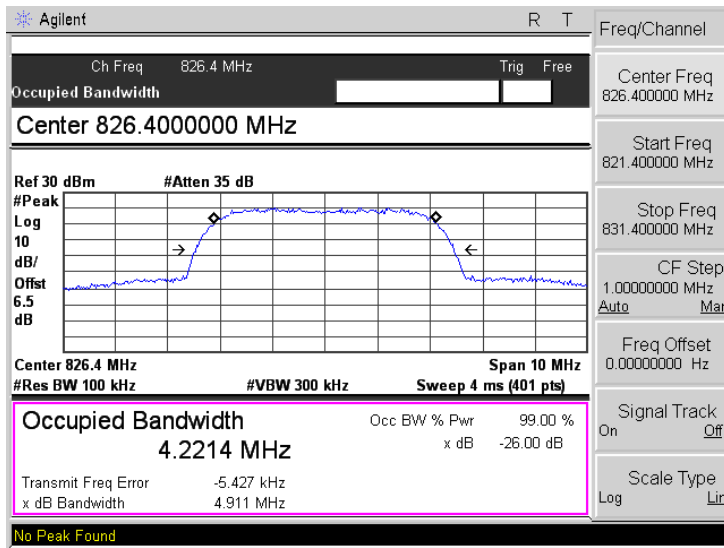 Agilent R T
Ch Freq 826.4 MHz Trig Free
Occupied Bandwidth
Center 826.4000000 MHz
Ref 30 dBm #Atten 35 dB
#Peak
Log
10
dB/
Offst
6.5
dB
Center 826.4 MHz Span 10 MHz
#Res BW 100 kHz #VBW 300 kHz Sweep 4 ms (401 pts)
Occupied Bandwidth Occ BW % Pwr 99.00 %
4.2214 MHz x dB -26.00 dB
Transmit Freq Error -5.427 kHz
x dB Bandwidth 4.911 MHz
No Peak Found
Freq/Channel
Center Freq
826.400000 MHz
Start Freq
821.400000 MHz
Stop Freq
831.400000 MHz
CF Step
1.00000000 MHz
Auto Mar
Freq Offset
0.00000000 Hz
Signal Track
On Off
Scale Type
Log Lin